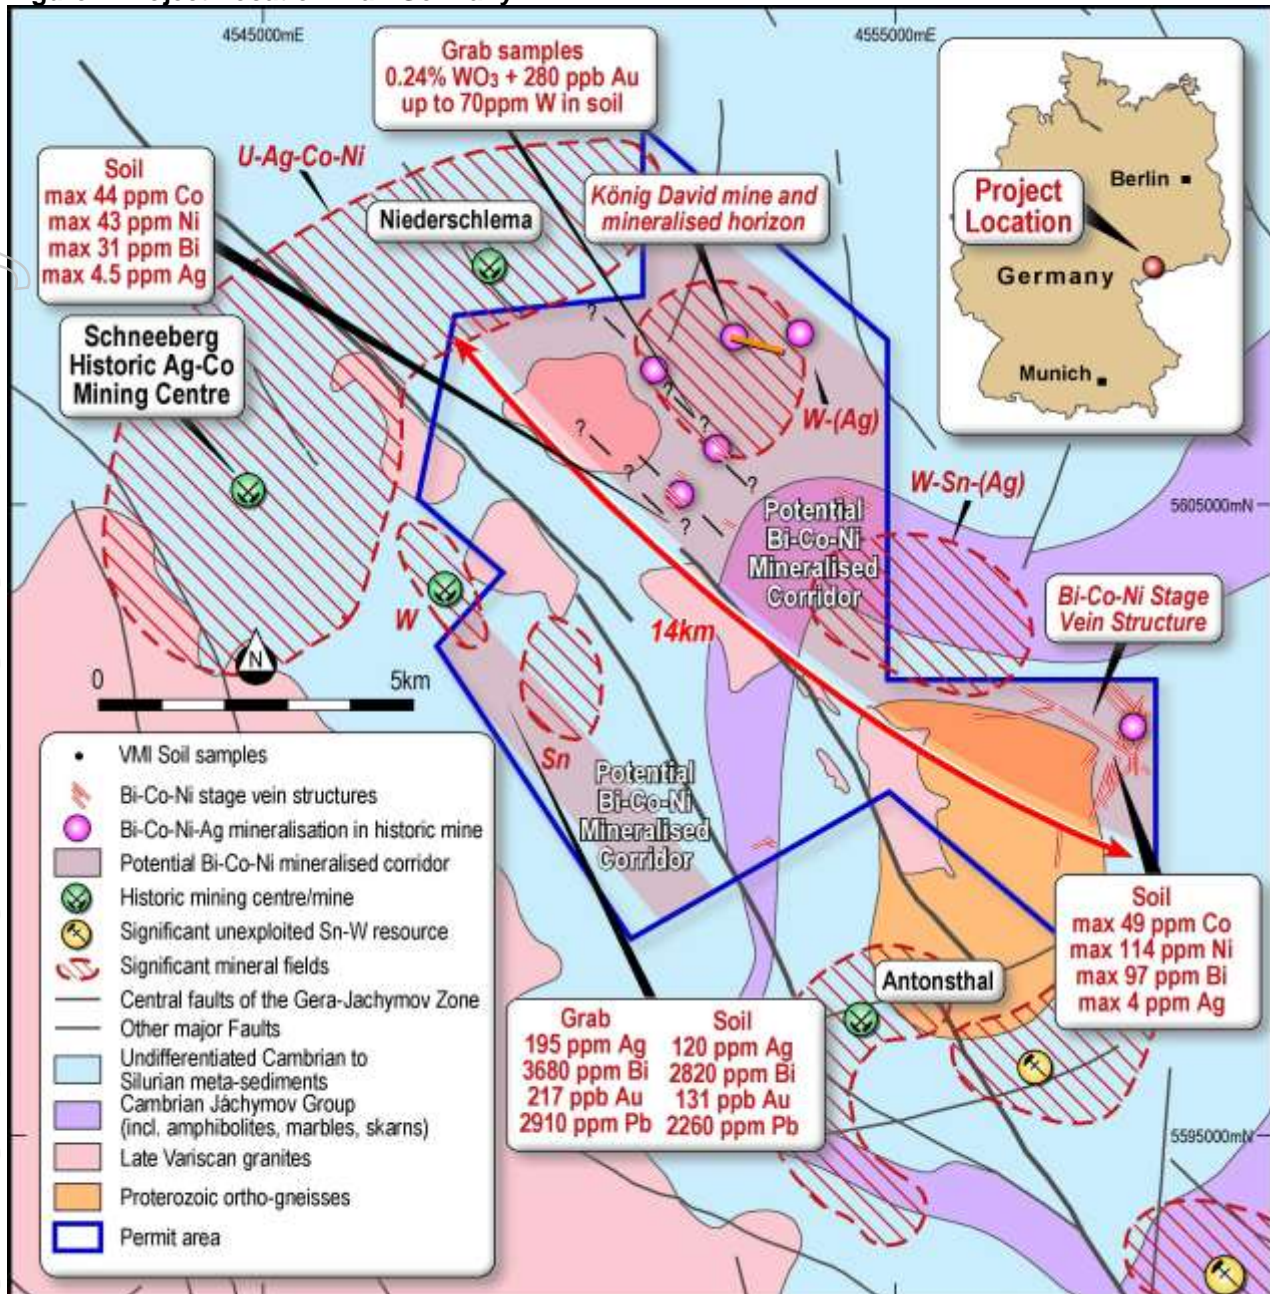 4545000mE
4555000mE
Grab samples
0.24% WO₃ + 280 ppb Au
up to 70ppm W in soil
U-Ag-Co-Ni
Soil
max 44 ppm Co
max 43 ppm Ni
max 31 ppm Bi
max 4.5 ppm Ag
Niederschlema
König David mine and
mineralised horizon
Project
Location
Berlin
Germany
Munich
Schneeberg
Historic Ag-Co
Mining Centre
?
?
?
?
?
?
?
W-(Ag)
W-Sn-(Ag)
5605000mN
Potential
Bi-Co-Ni
Mineralised
Corridor
Bi-Co-Ni Stage
Vein Structure
W
14km
N
0
5km
Sn
Potential
Bi-Co-Ni
Mineralised
Corridor
VMI Soil samples
Bi-Co-Ni stage vein structures
Bi-Co-Ni-Ag mineralisation in historic mine
Potential Bi-Co-Ni mineralised corridor
Historic mining centre/mine
Significant unexploited Sn-W resource
Significant mineral fields
Central faults of the Gera-Jachymov Zone
Other major Faults
Undifferentiated Cambrian to
Silurian meta-sediments
Cambrian Jáchymov Group
(incl. amphibolites, marbles, skarns)
Late Variscan granites
Proterozoic ortho-gneisses
Permit area
Soil
max 49 ppm Co
max 114 ppm Ni
max 97 ppm Bi
max 4 ppm Ag
Antonsthal
Grab Soil
195 ppm Ag 120 ppm Ag
3680 ppm Bi 2820 ppm Bi
217 ppb Au 131 ppb Au
2910 ppm Pb 2260 ppm Pb
5595000mN